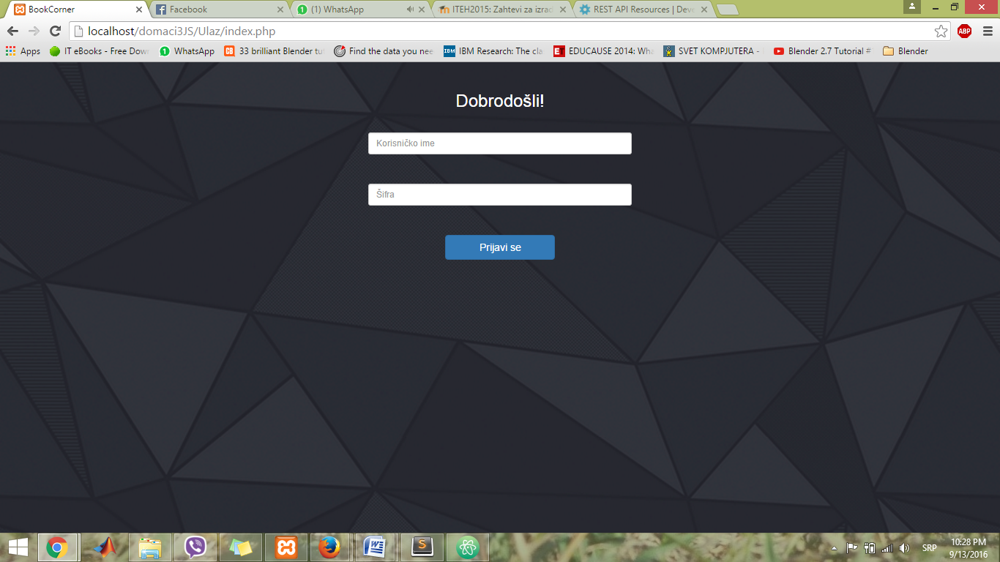 BookCorner
Facebook
(1) WhatsApp
ITEH2015: Zahtevi za izrad
REST API Resources | Deve
localhost/domaci3JS/Ulaz/index.php
ABP
Apps
IT eBooks - Free Down
WhatsApp
33 brilliant Blender tu
Find the data you nee
IBM Research: The cla
EDUCAUSE 2014: Wha
SVET KOMPJUTERA -
Blender 2.7 Tutorial #
Blender
Dobrodošli!
Korisničko ime
Šifra
Prijavi se
SRP
10:28 PM
9/13/2016